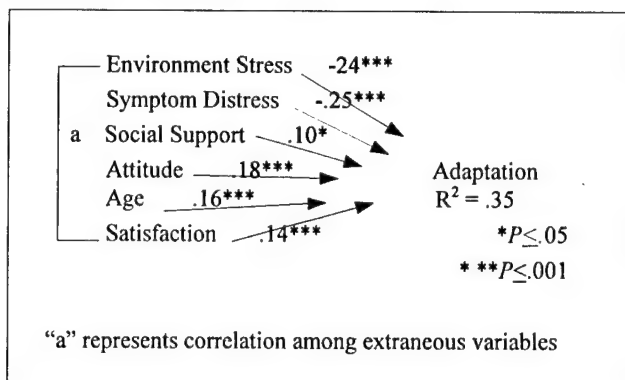 Environment Stress -24***
Symptom Distress -.25***
a Social Support .10*
Attitude .18***
Adaptation
Age .16***
R² = .35
Satisfaction .14***
*P≤.05
* **P≤.001
“a” represents correlation among extraneous variables